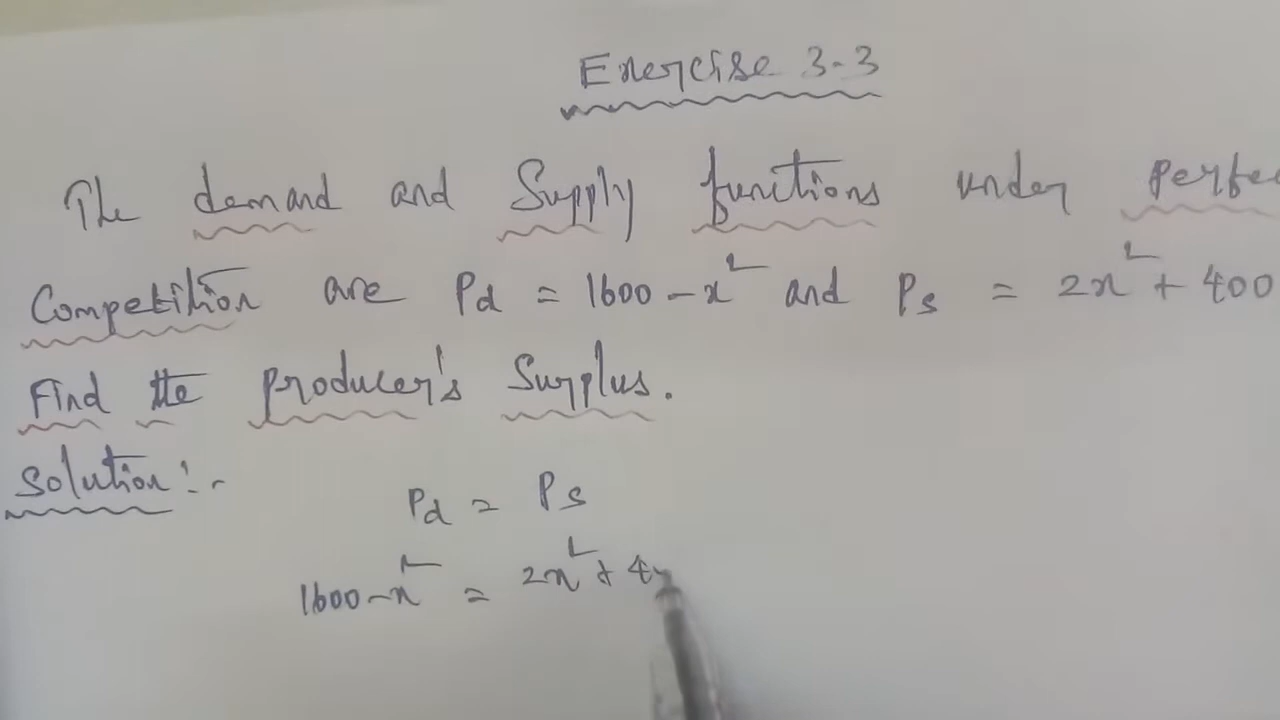 Exercise 3.3
The demand and Supply functions under Perfe
Competition are Pd = 1600 - x² and Ps = 2x² + 400
Find the Producer's Surplus.
Solution:-
Pd = Ps
1600 - x² = 2x² + 4